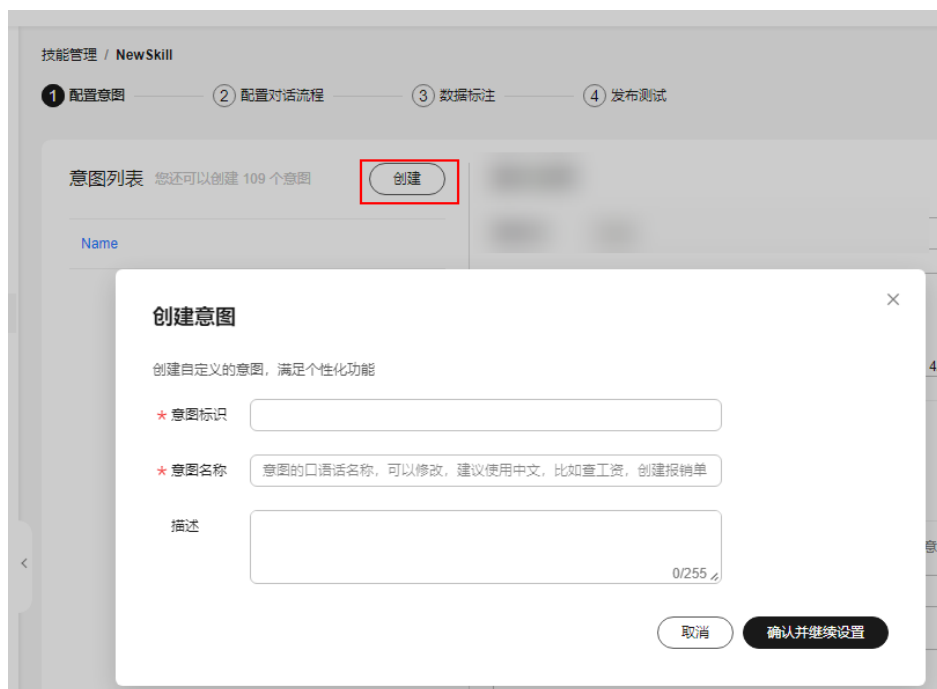 技能管理 / NewSkill
1 配置意图 2 配置对话流程 3 数据标注 4 发布测试
意图列表 您还可以创建 109 个意图 创建
Name
创建意图
创建自定义的意图，满足个性化功能
4
* 意图标识
* 意图名称 意图的口语话名称，可以修改，建议使用中文，比如查工资，创建报销单
描述
意
0/255
取消 确认并继续设置